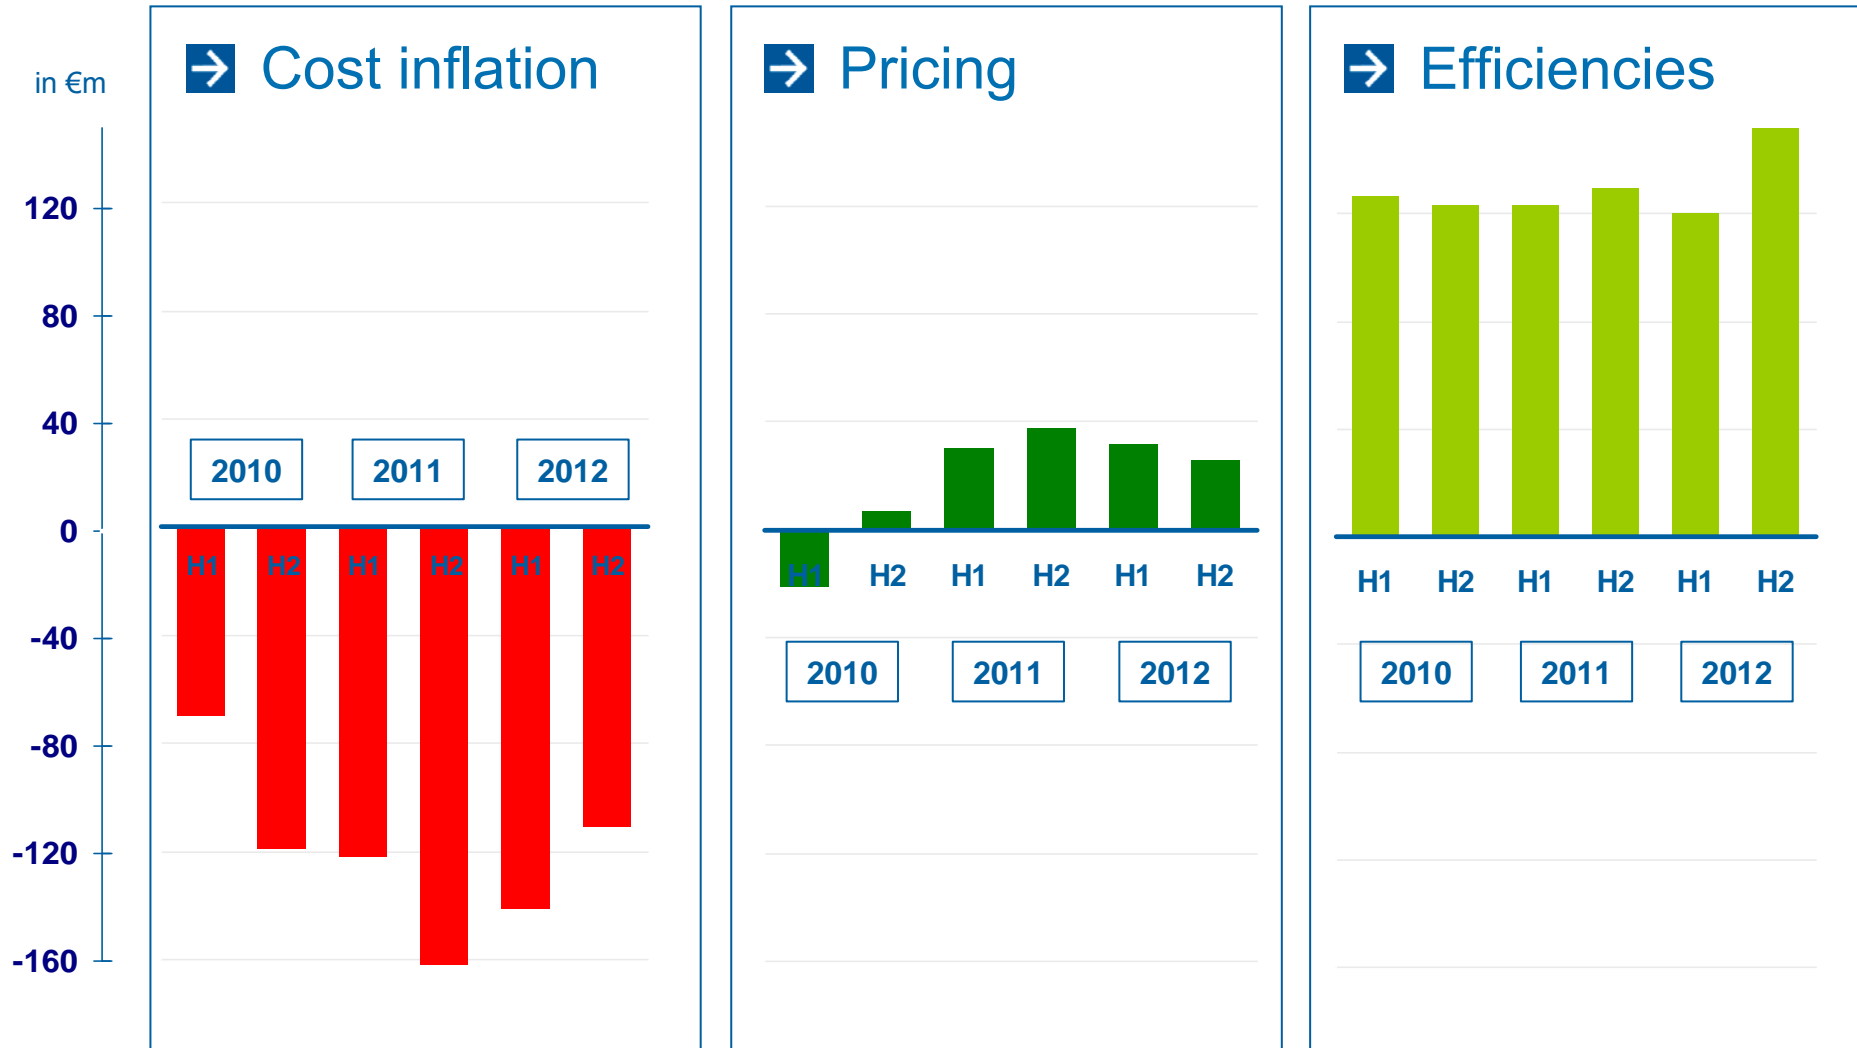 in €m
120
80
40
0
-40
-80
-120
-160
Cost inflation
2010 2011 2012
H1 H2 H1 H2 H1 H2
Pricing
H1 H2 H1 H2 H1 H2
2010 2011 2012
Efficiencies
H1 H2 H1 H2 H1 H2
2010 2011 2012